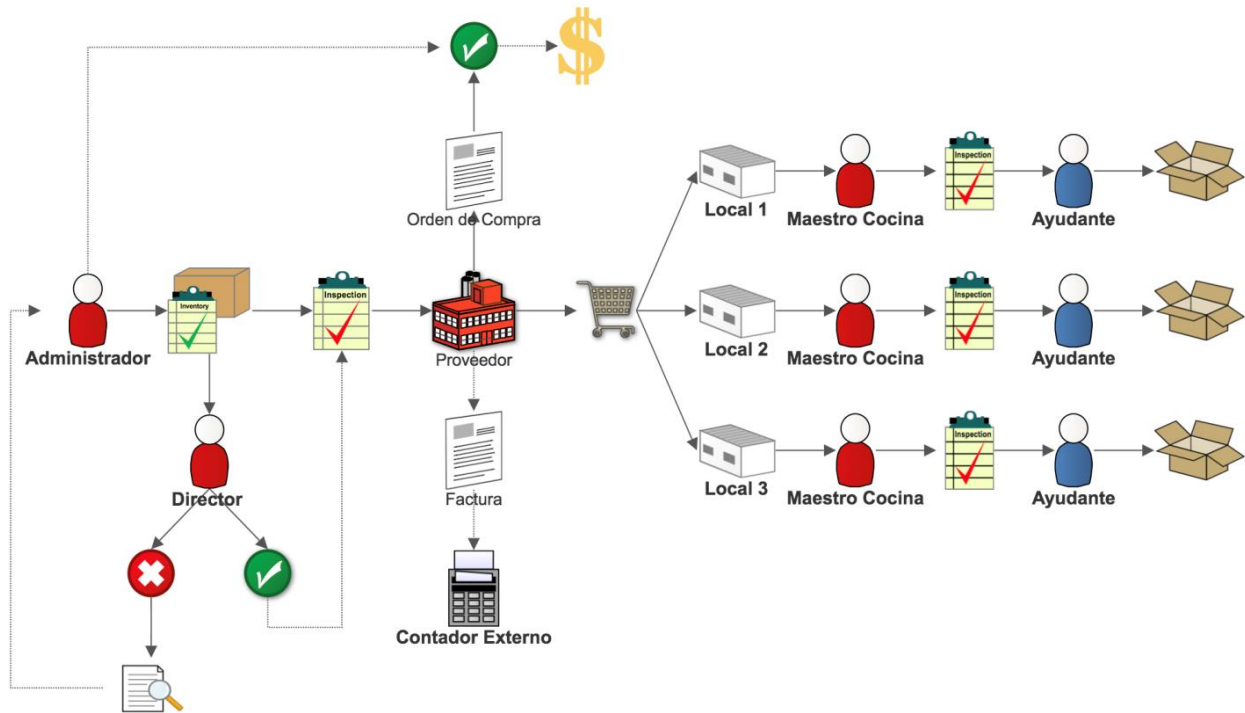 $
Orden de Compra
Inspection
Local 1
Maestro Cocina
Ayudante
Inventory
Inspection
Administrador
Proveedor
Inspection
Local 2
Maestro Cocina
Ayudante
Director
Factura
Inspection
Local 3
Maestro Cocina
Ayudante
Contador Externo